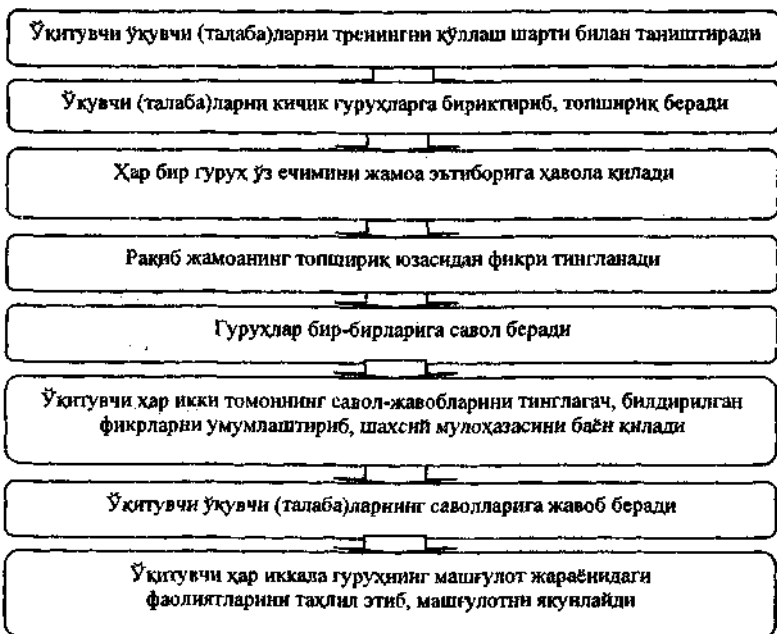 Ўқитувчи ўқувчи (талаба)ларни тренингни қўллаш шарти билан таништиради
Ўқувчи (талаба)ларни кичик гуруҳларга бириктириб, топшириқ беради
Ҳар бир гуруҳ ўз ечимини жамоа эътиборига ҳавола қилади
Рақиб жамоанинг топшириқ юзасидан фикри тингланади
Гуруҳлар бир-бирларига савол беради
Ўқитувчи ҳар икки томоннинг савол-жавобларини тинглагач, билдирилган
фикрларни умумлаштириб, шахсий мулоҳазасини баён қилади
Ўқитувчи ўқувчи (талаба)ларнинг саволларига жавоб беради
Ўқитувчи ҳар иккала гуруҳнинг машғулот жараёнидаги
фаолиятларини таҳлил этиб, машғулотни якунлайди